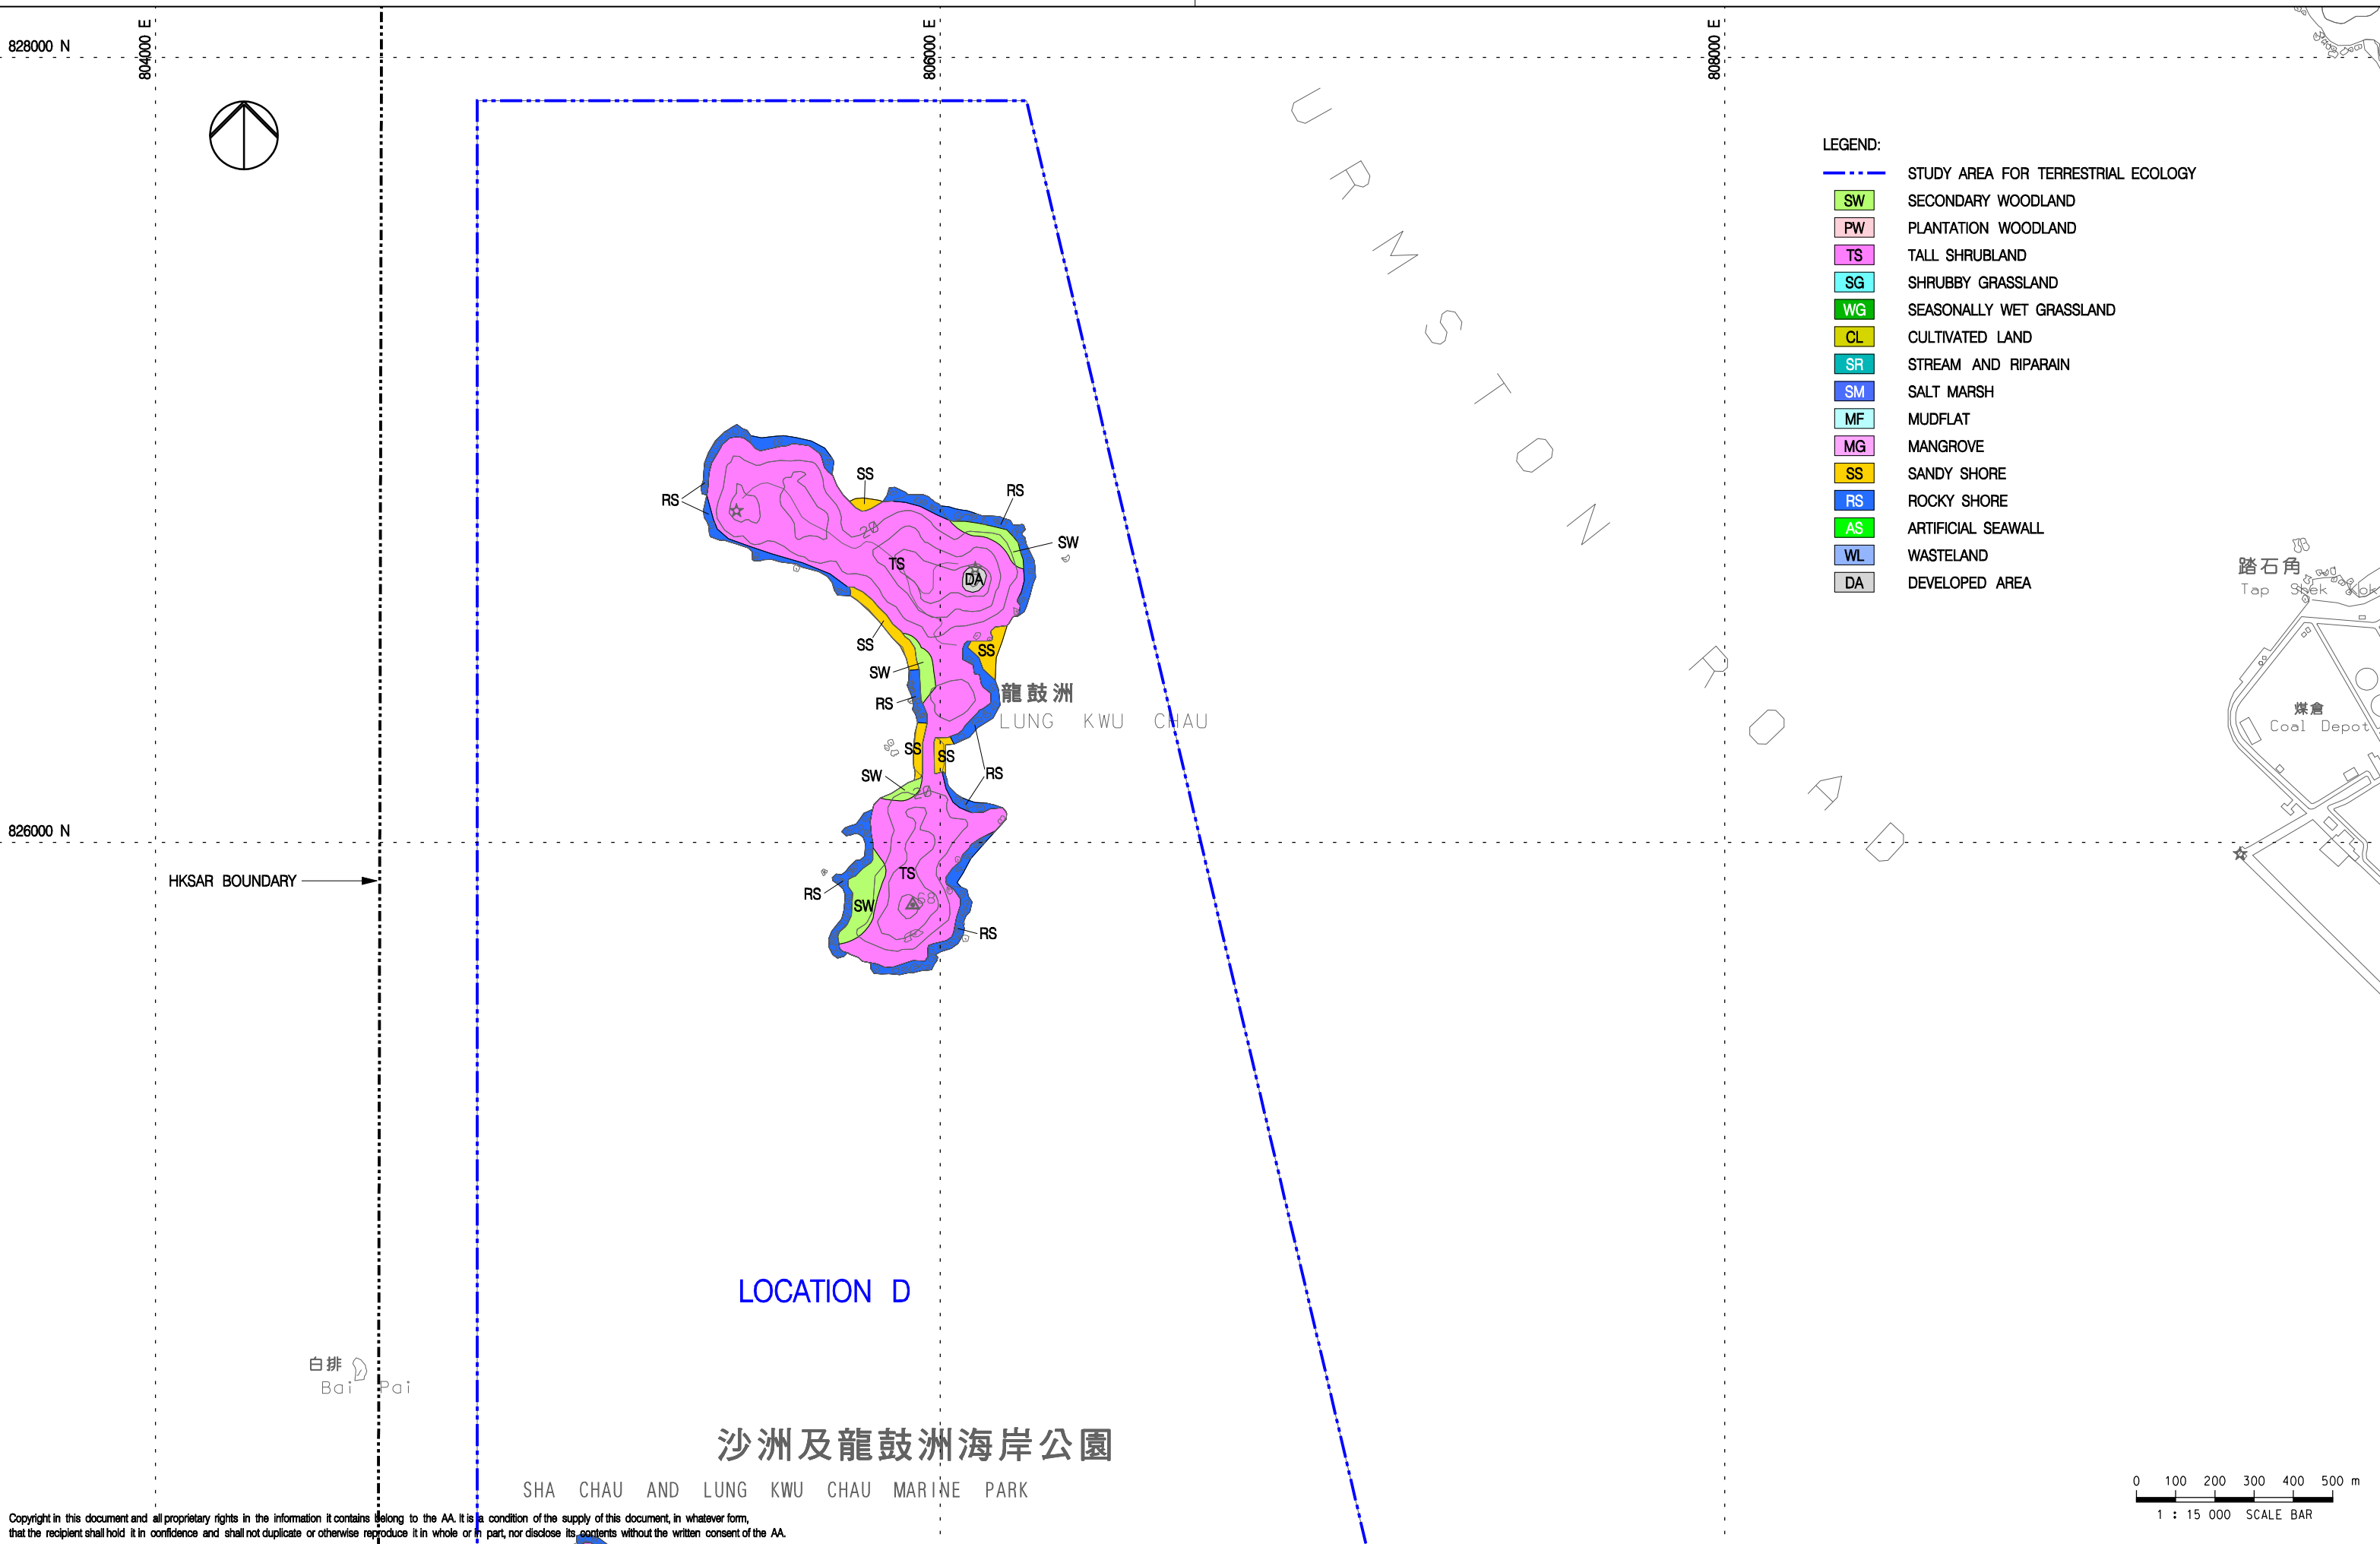 828000 N
804000 E
806000 E
808000 E
URMSTON ROAD
LEGEND:
STUDY AREA FOR TERRESTRIAL ECOLOGY
SW SECONDARY WOODLAND
PW PLANTATION WOODLAND
TS TALL SHRUBLAND
SG SHRUBBY GRASSLAND
WG SEASONALLY WET GRASSLAND
CL CULTIVATED LAND
SR STREAM AND RIPARAIN
SM SALT MARSH
MF MUDFLAT
MG MANGROVE
SS SANDY SHORE
RS ROCKY SHORE
AS ARTIFICIAL SEAWALL
WL WASTELAND
DA DEVELOPED AREA
SS
RS
RS
20
SW
TS
DA
踏石角
Tap Shek Kok
SS
SS
SW
RS
龍鼓洲
LUNG KWU CHAU
煤倉
Coal Depot
SS
SS
RS
SW
20
826000 N
TS
HKSAR BOUNDARY
RS
SW
68
RS
LOCATION D
白排
Bai Pai
沙洲及龍鼓洲海岸公園
SHA CHAU AND LUNG KWU CHAU MARINE PARK
0 100 200 300 400 500 m
1 : 15 000 SCALE BAR
Copyright in this document and all proprietary rights in the information it contains belong to the AA. It is a condition of the supply of this document, in whatever form,
that the recipient shall hold it in confidence and shall not duplicate or otherwise reproduce it in whole or in part, nor disclose its contents without the written consent of the AA.